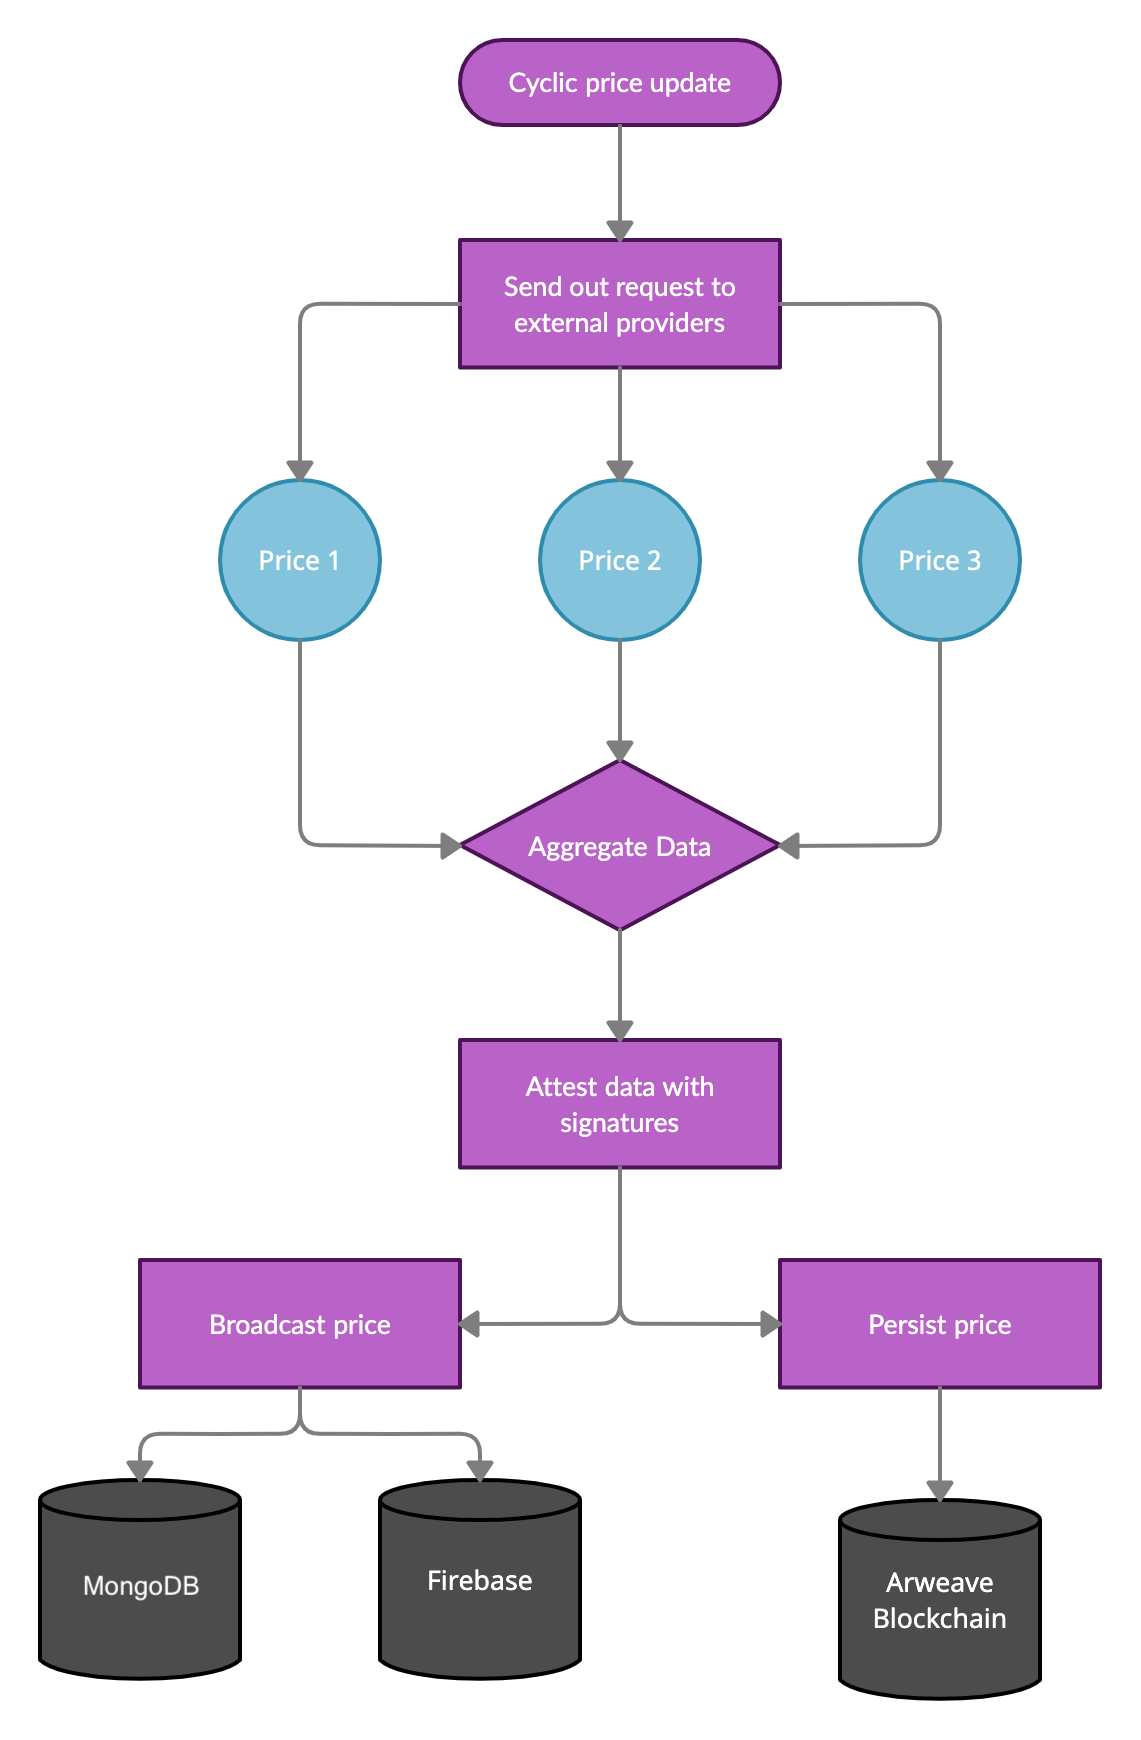 Cyclic price update
Send out request to
external providers
Price 1
Price 2
Price 3
Aggregate Data
Attest data with
signatures
Broadcast price
Persist price
MongoDB
Firebase
Arweave
Blockchain